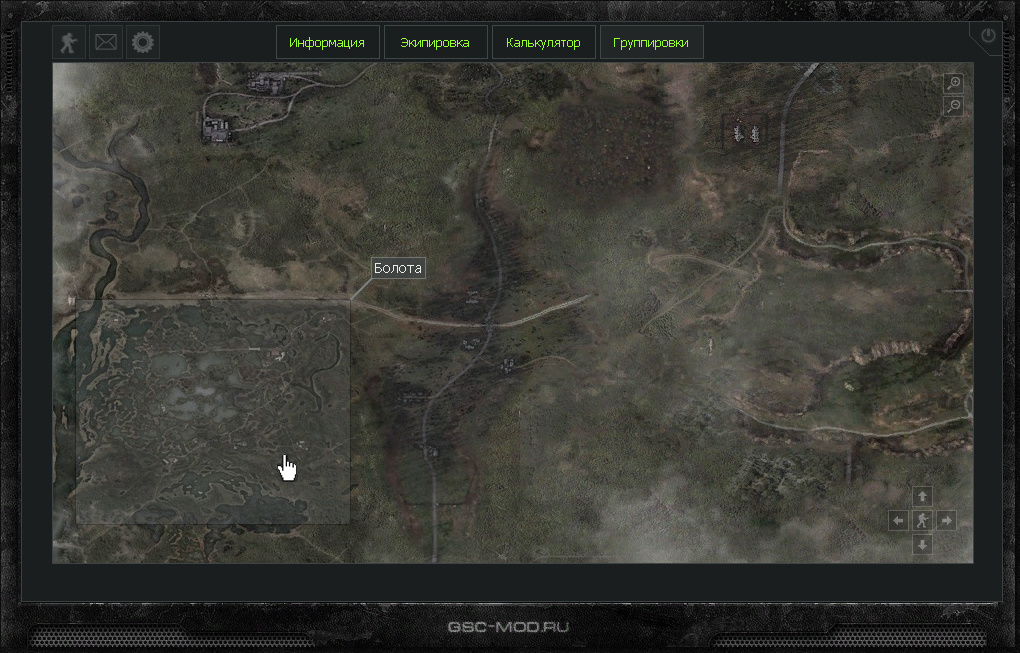 Информация
Экипировка
Калькулятор
Группировки
Болота
GSC-MOD.RU